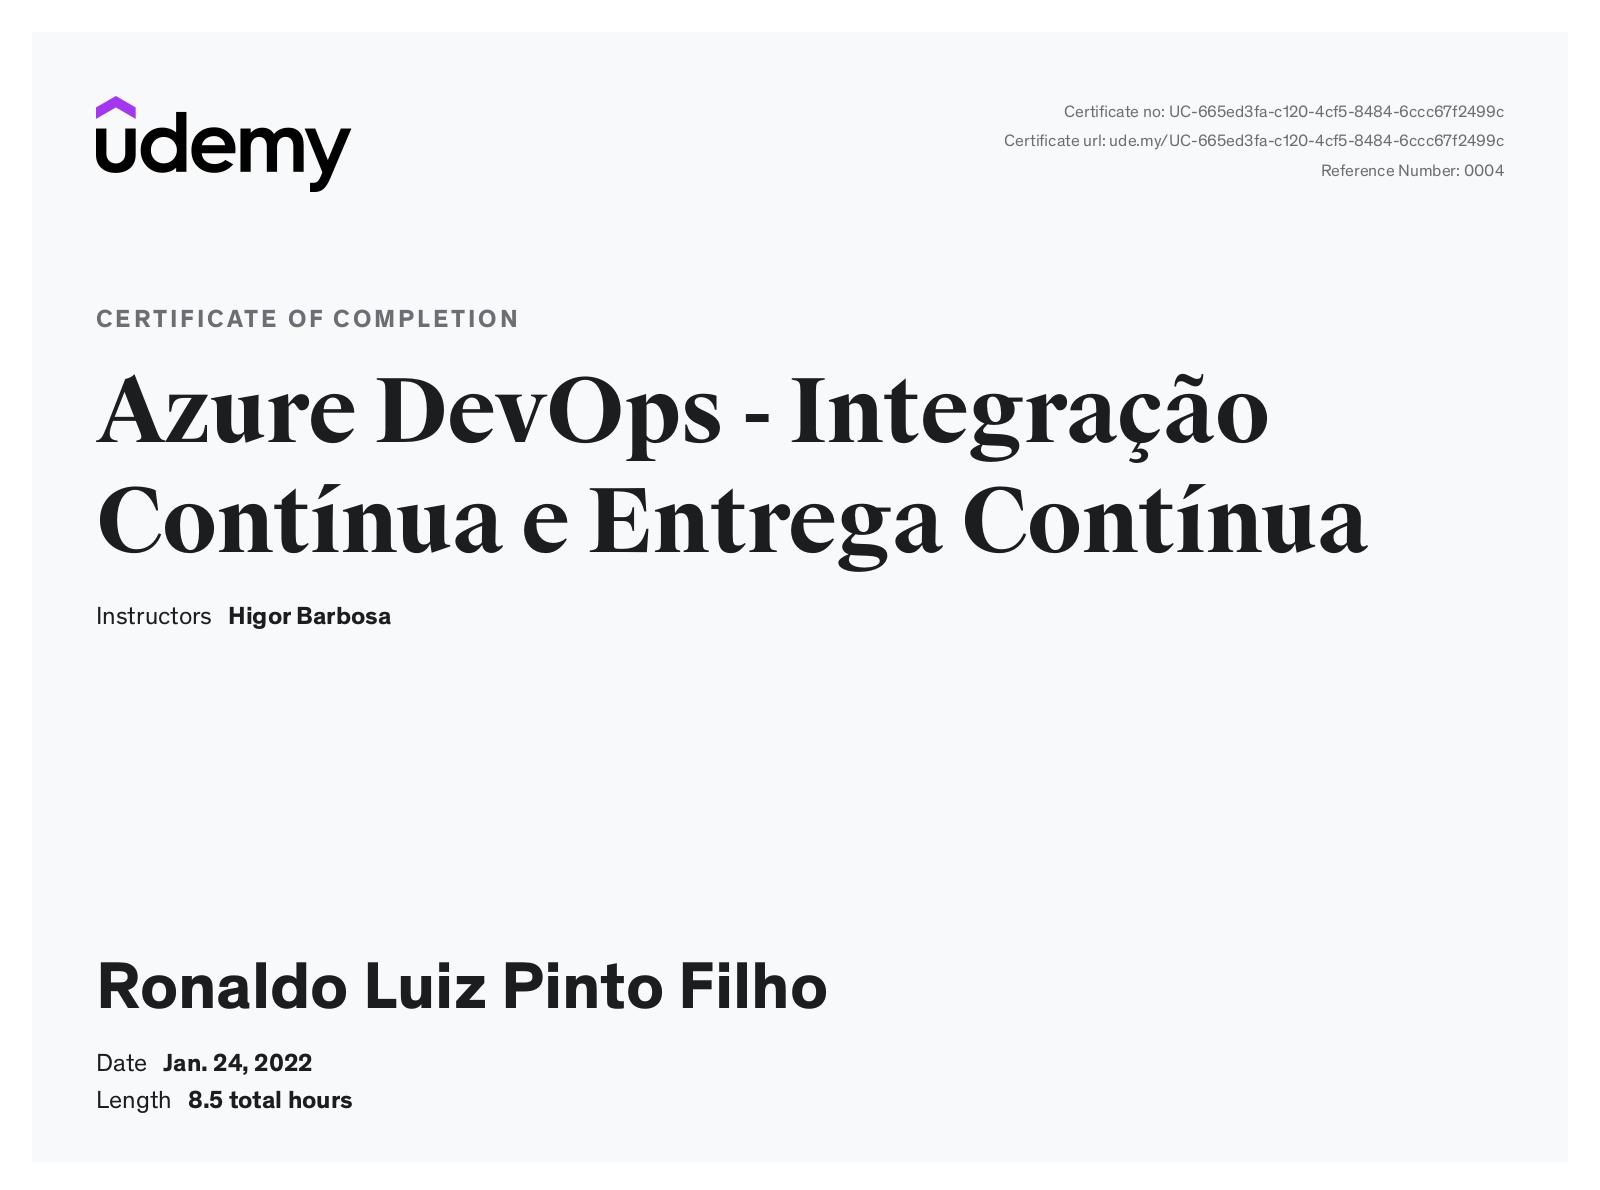 udemy
Certificate no: UC-665ed3fa-c120-4cf5-8484-6ccc67f2499c
Certificate url: ude.my/UC-665ed3fa-c120-4cf5-8484-6ccc67f2499c
Reference Number: 0004
CERTIFICATE OF COMPLETION
Azure DevOps - Integração
Contínua e Entrega Contínua
Instructors Higor Barbosa
Ronaldo Luiz Pinto Filho
Date Jan. 24, 2022
Length 8.5 total hours